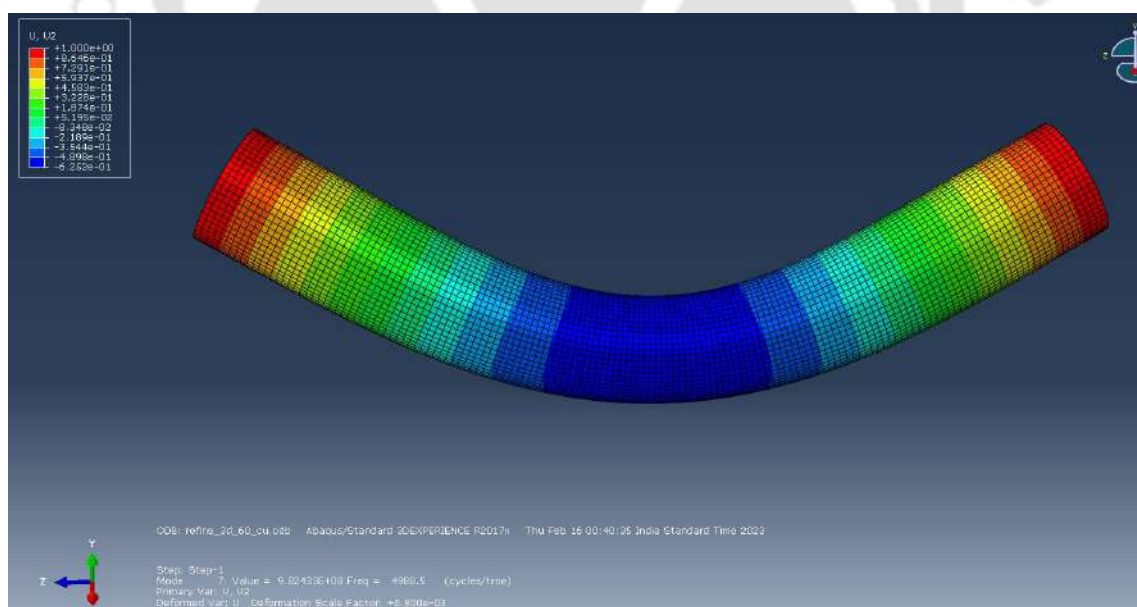 U, U2
+1.000e+00
+8.646e-01
+7.291e-01
+5.937e-01
+4.583e-01
+3.228e-01
+1.874e-01
+5.195e-02
-8.348e-02
-2.189e-01
-3.544e-01
-4.898e-01
-6.252e-01
Y
Z
ODB: refine_2d_60_cu.odb Abaqus/Standard 3DEXPERIENCE R2017x Thu Feb 16 00:40:35 India Standard Time 2023
Y
Z
Step: Step-1
Mode 7: Value = 9.82433E+08 Freq = 4988.5 (cycles/time)
Primary Var: U, U2
Deformed Var: U Deformation Scale Factor: +6.900e-03